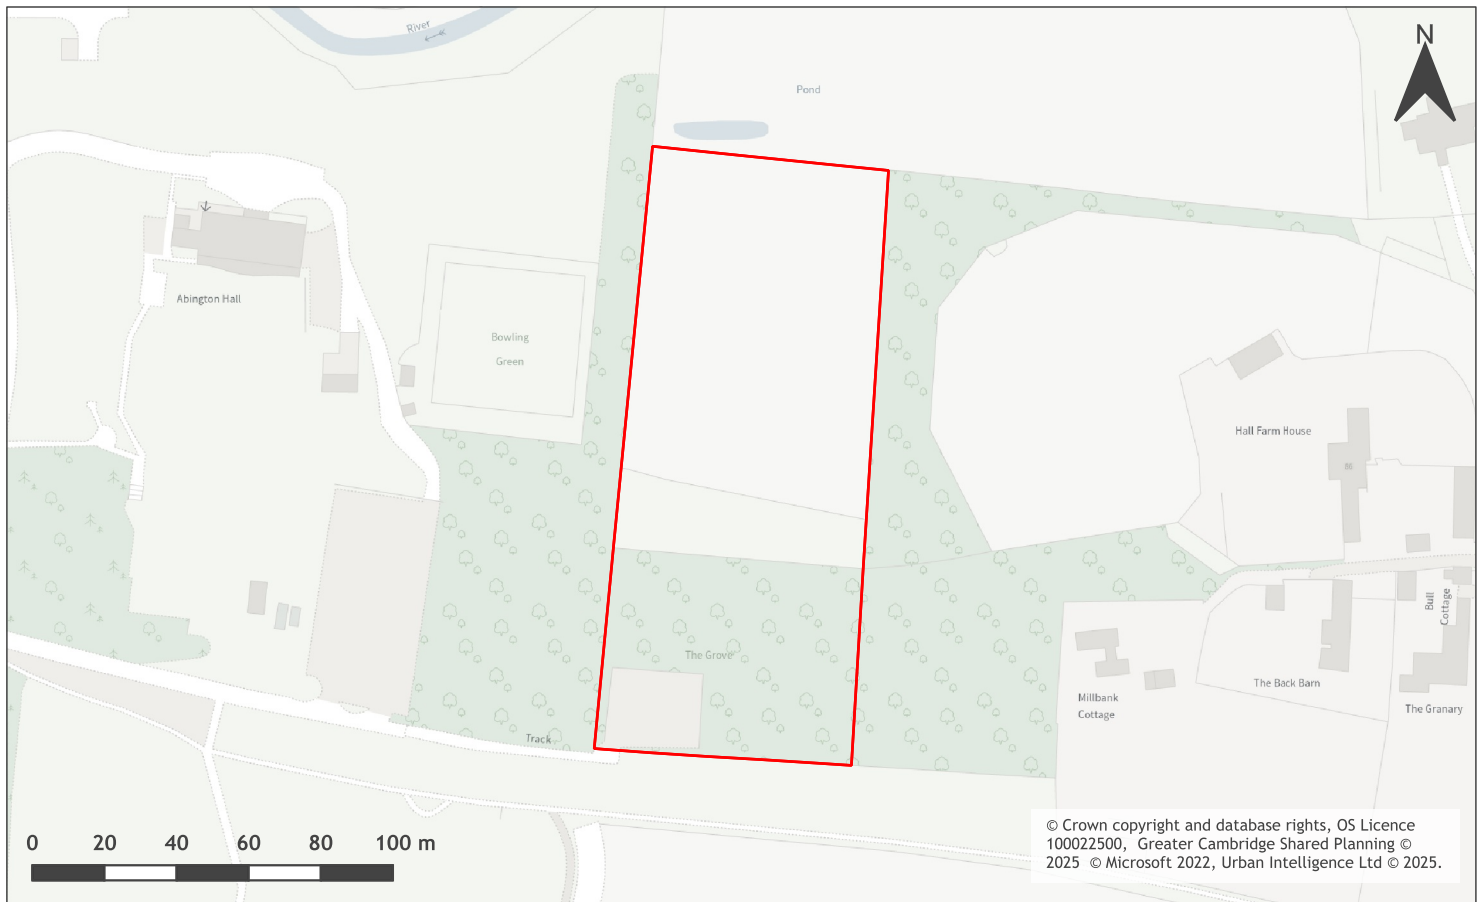 River
N
Pond
Abington Hall
Bowling
Green
Hall Farm House
86
The Grove
Bull
Cottage
The Back Barn
Millbank
Cottage
The Granary
Track
0 20 40 60 80 100 m
© Crown copyright and database rights, OS Licence
100022500, Greater Cambridge Shared Planning ©
2025 © Microsoft 2022, Urban Intelligence Ltd © 2025.